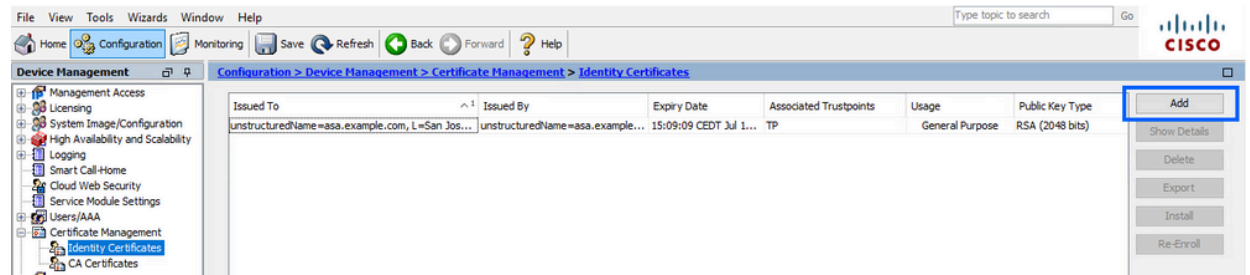 File View Tools Wizards Window Help Type topic to search Go
Home Configuration Monitoring Save Refresh Back Forward Help
CISCO
Device Management
Configuration > Device Management > Certificate Management > Identity Certificates
Management Access
Licensing
System Image/Configuration
High Availability and Scalability
Logging
Smart Call-Home
Cloud Web Security
Service Module Settings
Users/AAA
Certificate Management
Identity Certificates
CA Certificates
Issued To 1 Issued By Expiry Date Associated Trustpoints Usage Public Key Type
unstructuredName=asa.example.com, L=San Jos... unstructuredName=asa.example... 15:09:09 CEDT Jul 1... TP General Purpose RSA (2048 bits)
Add
Show Details
Delete
Export
Install
Re-Enroll